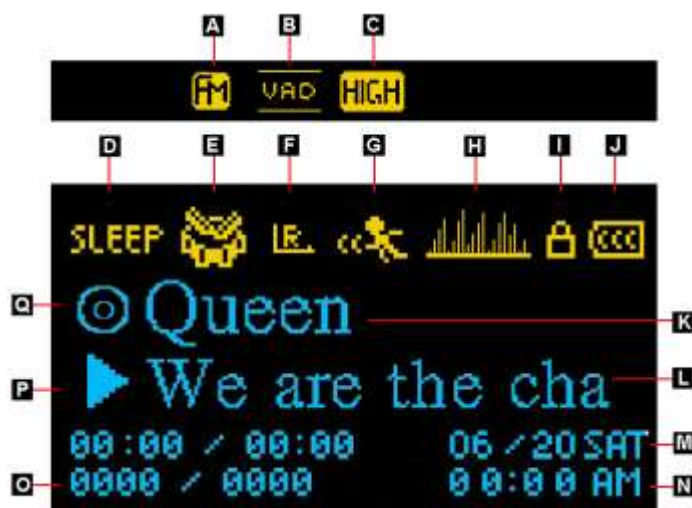 A B C
FM VAD HIGH
D E F G H I J
SLEEP R
Q Queen K
P We are the cha L
00:00 / 00:00 06/20 SAT M
O 0000 / 0000 00:00 AM N